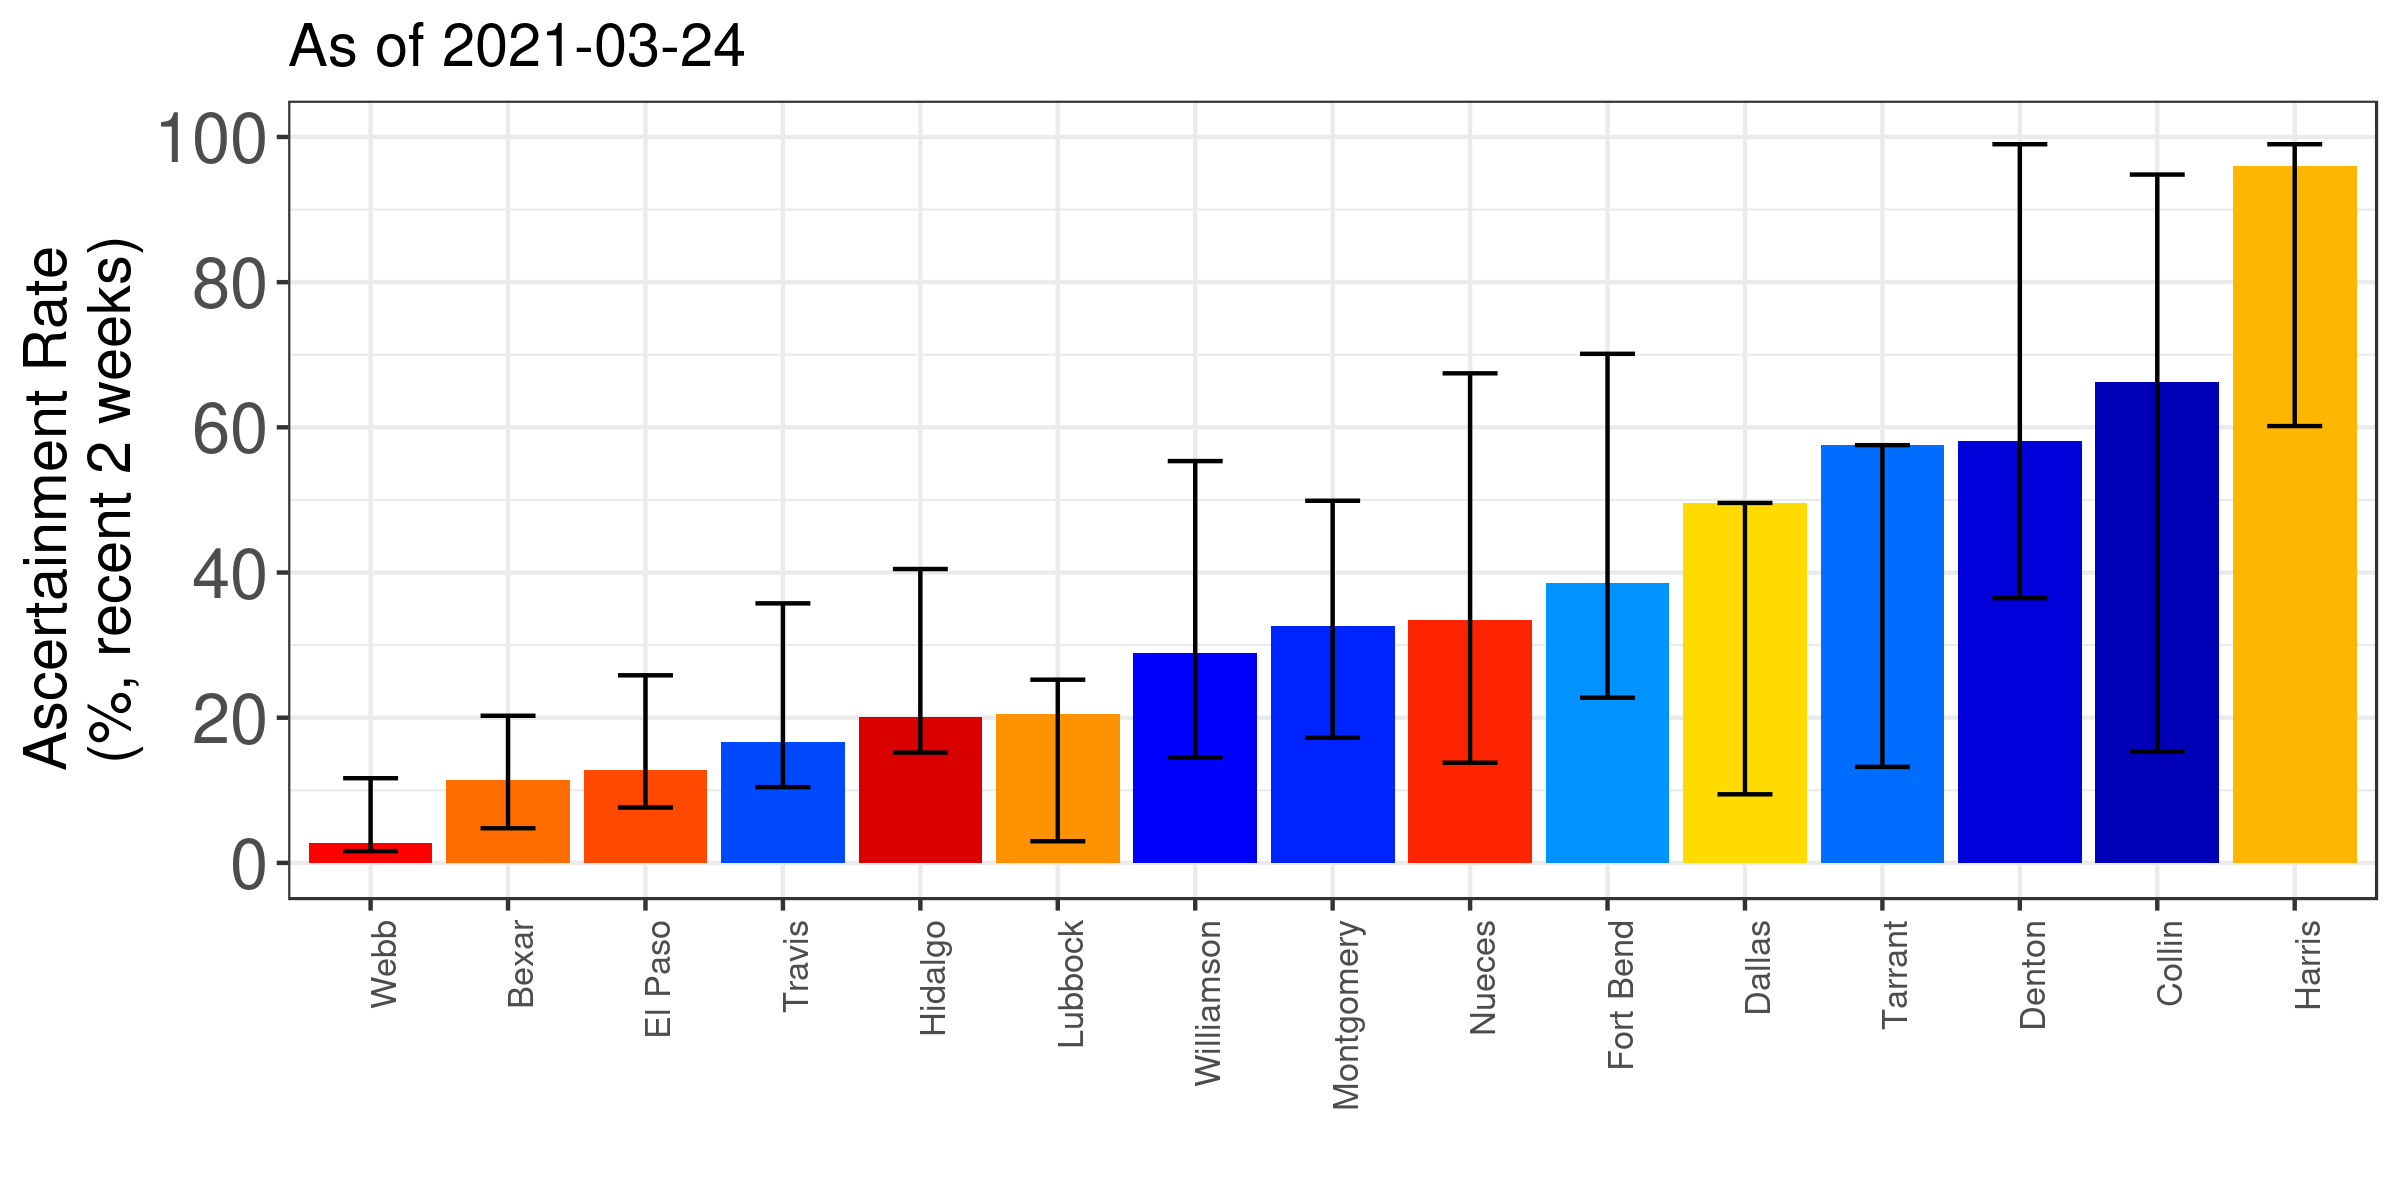 As of 2021-03-24
Ascertainment Rate
(%, recent 2 weeks)
100
80
60
40
20
0
Webb
Bexar
El Paso
Travis
Hidalgo
Lubbock
Williamson
Montgomery
Nueces
Fort Bend
Dallas
Tarrant
Denton
Collin
Harris